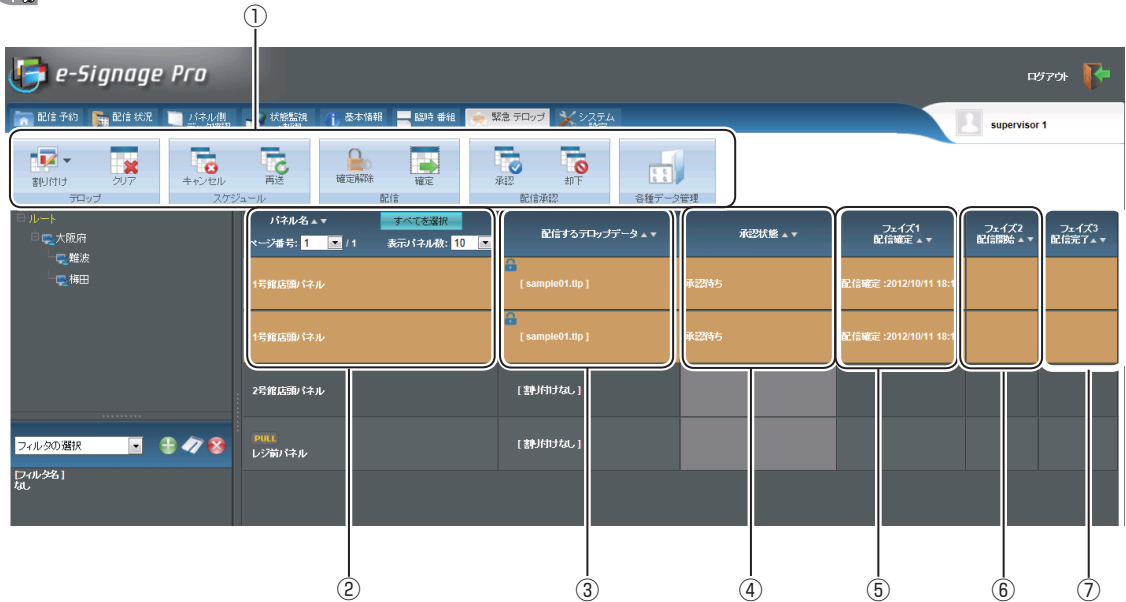 ①
e-Signage Pro
ログアウト
配信 予約
配信 状況
パネル側
状態監視
基本情報
臨時 番組
緊急 テロップ
システム
supervisor 1
割り付け
クリア
キャンセル
再送
確定解除
確定
承認
却下
テロップ
スケジュール
配信
配信承認
各種データ管理
ルート
大阪府
難波
梅田
パネル名▲▼ すべてを選択
ページ番号: 1 / 1 表示パネル数: 10
配信するテロップデータ▲▼
承認状態▲▼
フェイズ1
配信確定▲▼
フェイズ2
配信開始▲▼
フェイズ3
配信完了▲▼
1号館店頭パネル
[ sample01.tlp ]
承認待ち
配信確定 :2012/10/11 18:1
1号館店頭パネル
[ sample01.tlp ]
承認待ち
配信確定 :2012/10/11 18:1
2号館店頭パネル
[ 割り付けなし ]
PULL
レジ前パネル
[ 割り付けなし ]
フィルタの選択
[フィルタ名]
なし
②
③
④
⑤
⑥
⑦